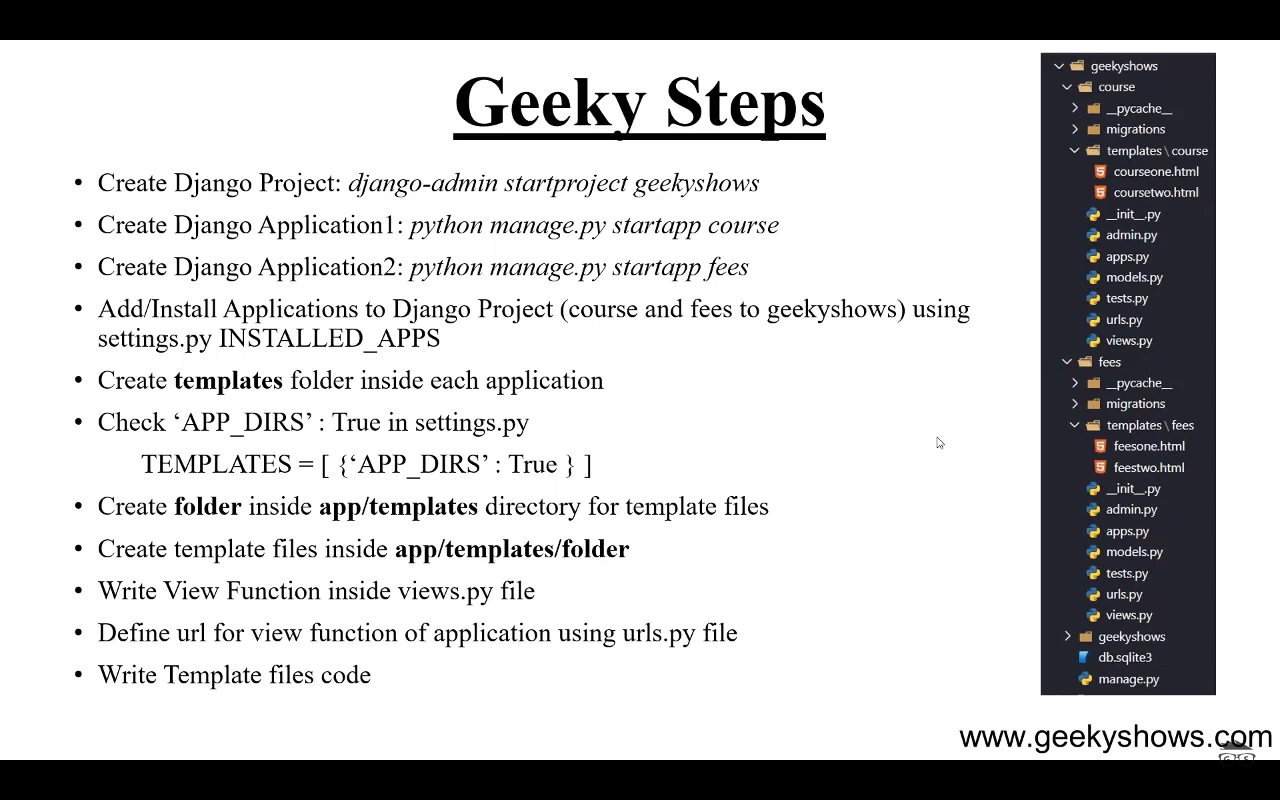 Geeky Steps
• Create Django Project: django-admin startproject geekyshows
• Create Django Application1: python manage.py startapp course
• Create Django Application2: python manage.py startapp fees
• Add/Install Applications to Django Project (course and fees to geekyshows) using
settings.py INSTALLED_APPS
• Create templates folder inside each application
• Check ‘APP_DIRS’ : True in settings.py
TEMPLATES = [ {‘APP_DIRS’ : True } ]
• Create folder inside app/templates directory for template files
• Create template files inside app/templates/folder
• Write View Function inside views.py file
• Define url for view function of application using urls.py file
• Write Template files code
geekyshows
course
__pycache__
migrations
templates \ course
courseone.html
coursetwo.html
__init__.py
admin.py
apps.py
models.py
tests.py
urls.py
views.py
fees
__pycache__
migrations
templates \ fees
feesone.html
feestwo.html
__init__.py
admin.py
apps.py
models.py
tests.py
urls.py
views.py
geekyshows
db.sqlite3
manage.py
www.geekyshows.com